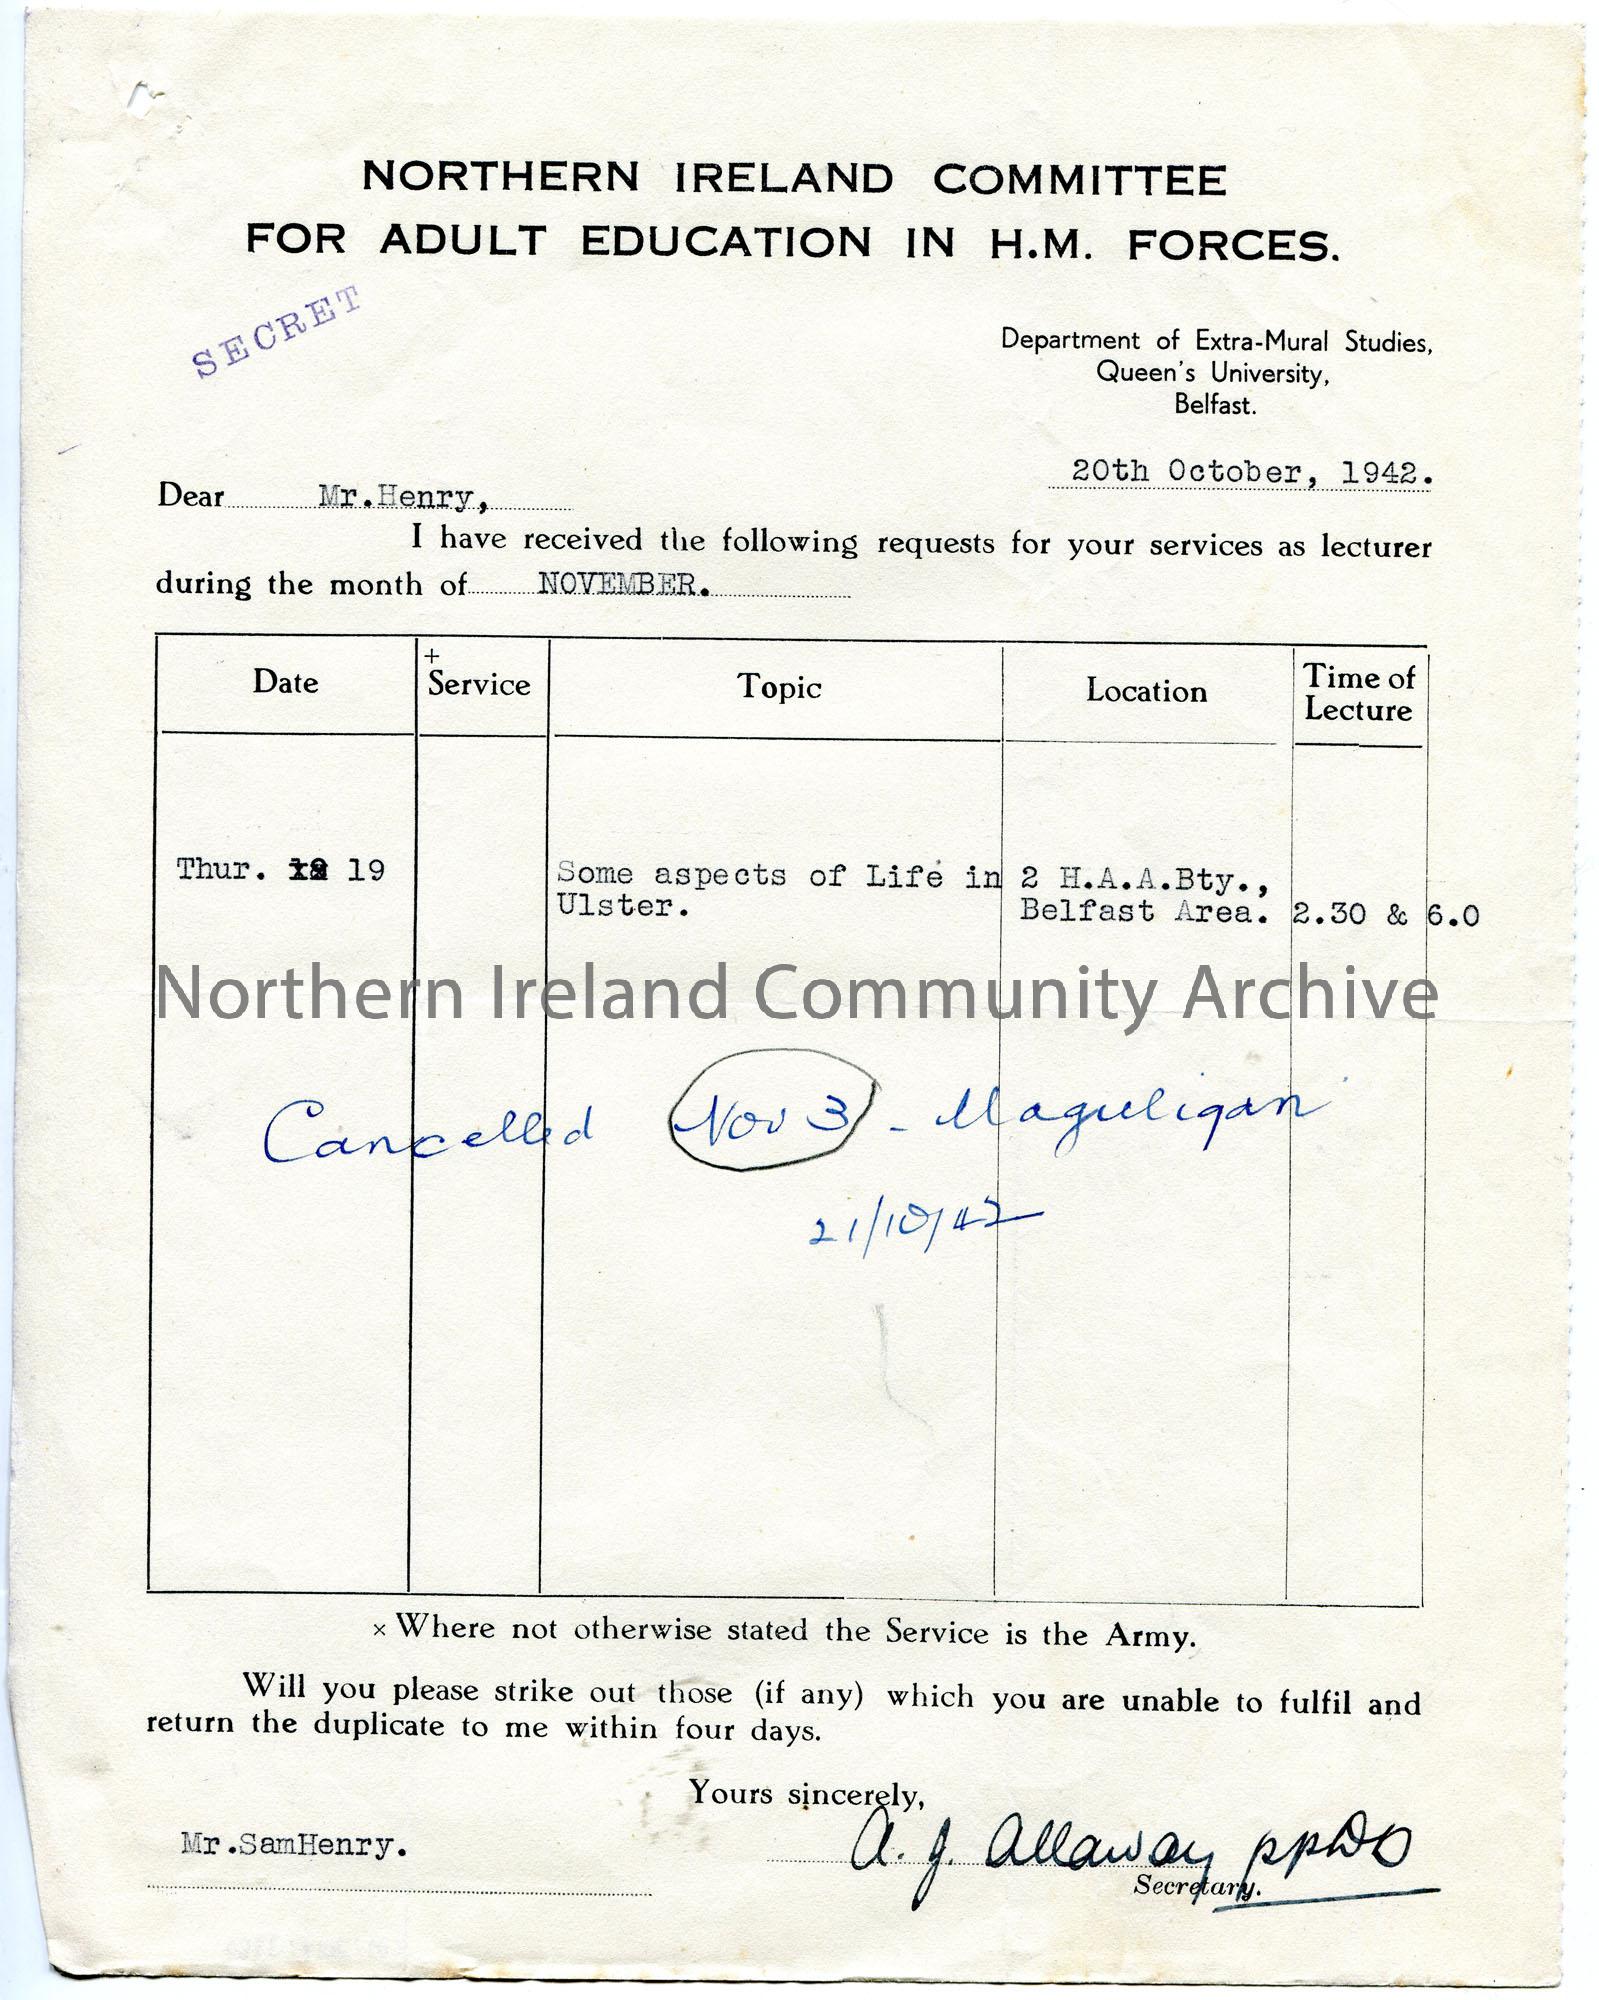 NORTHERN IRELAND COMMITTEE
FOR ADULT EDUCATION IN H.M. FORCES.
SECRET
Department of Extra-Mural Studies,
Queen's University,
Belfast.
20th October, 1942.
Dear Mr.Henry,
I have received the following requests for your services as lecturer
during the month of NOVEMBER.
Date + Service Topic Location Time of Lecture
Thur. 19 Some aspects of Life in 2 H.A.A.Bty.,
Ulster. Belfast Area. 2.30 & 6.0
Northern Ireland Community Archive
Cancelled Nov 3 - Maguligan
21/10/42
× Where not otherwise stated the Service is the Army.
Will you please strike out those (if any) which you are unable to fulfil and
return the duplicate to me within four days.
Yours sincerely,
Mr.SamHenry.
A. J. Allaway pp
Secretary.